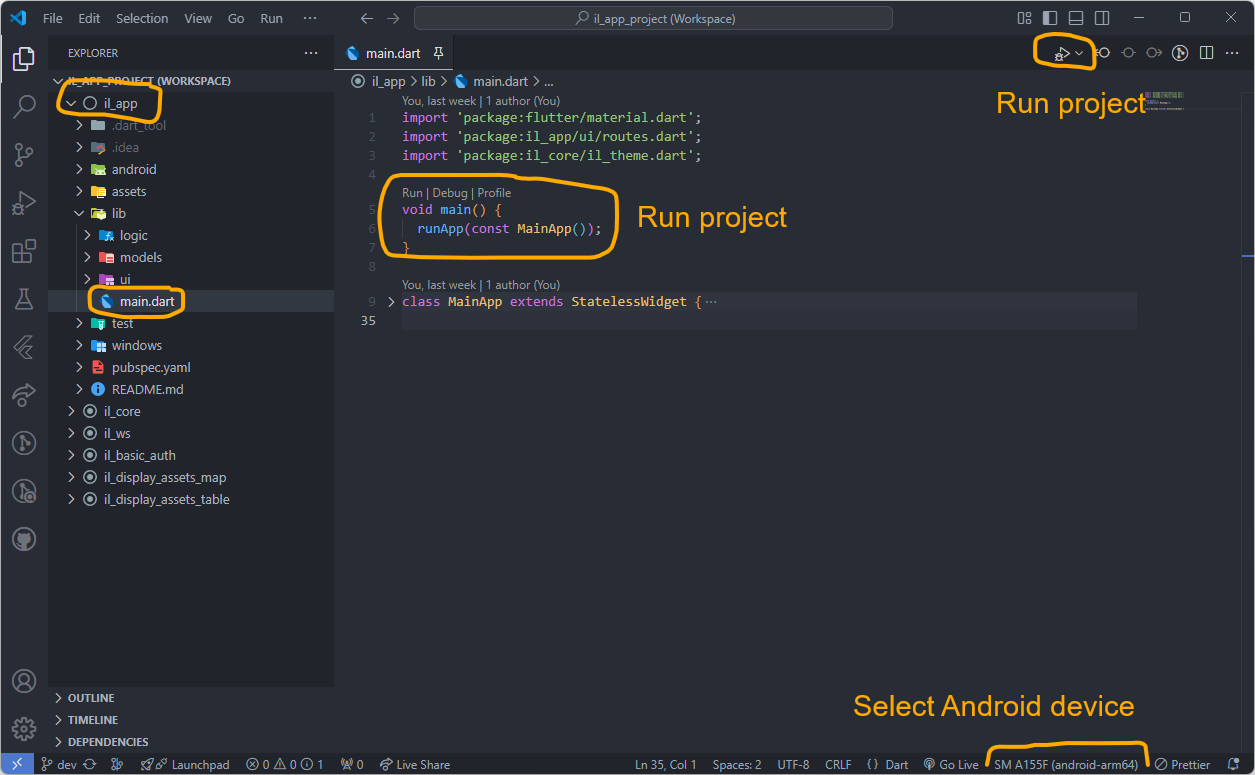 File Edit Selection View Go Run ···
il_app_project (Workspace)
EXPLORER ···
main.dart
IL_APP_PROJECT (WORKSPACE)
il_app > lib > main.dart > ...
il_app
.dart_tool
.idea
android
assets
lib
logic
models
ui
main.dart
test
windows
pubspec.yaml
README.md
il_core
il_ws
il_basic_auth
il_display_assets_map
il_display_assets_table
OUTLINE
TIMELINE
DEPENDENCIES
Run project
You, last week | 1 author (You)
1 import 'package:flutter/material.dart';
2 import 'package:il_app/ui/routes.dart';
3 import 'package:il_core/il_theme.dart';
4
Run | Debug | Profile
5 void main() {
6 runApp(const MainApp());
7 }
8
Run project
You, last week | 1 author (You)
9 class MainApp extends StatelessWidget { ···
35
Select Android device
dev
Launchpad
0 0 1
0
Live Share
Ln 35, Col 1
Spaces: 2
UTF-8
CRLF
{ } Dart
Go Live
SM A155F (android-arm64)
Prettier